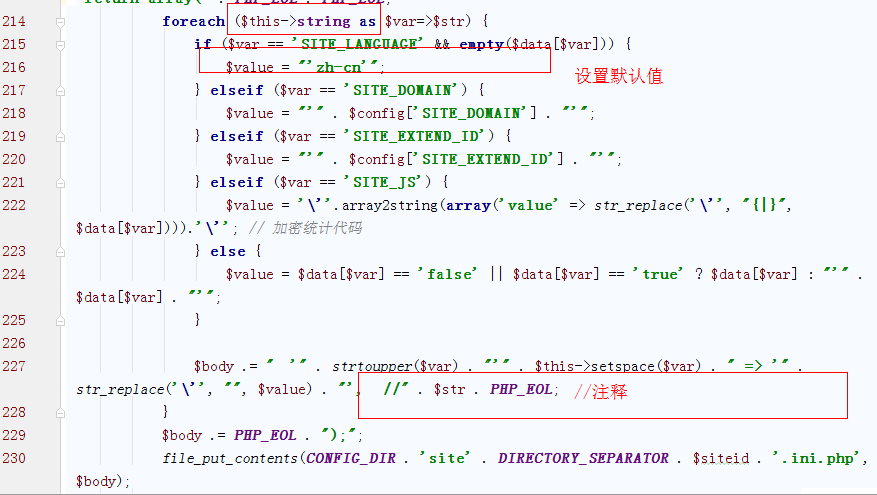 return array(" . PHP_EOL . PHP_EOL;
214 foreach ($this->string as $var=>$str) {
215 if ($var == 'SITE_LANGUAGE' && empty($data[$var])) {
216 $value = "'zh-cn'"; 设置默认值
217 } elseif ($var == 'SITE_DOMAIN') {
218 $value = "'" . $config['SITE_DOMAIN'] . "'";
219 } elseif ($var == 'SITE_EXTEND_ID') {
220 $value = "'" . $config['SITE_EXTEND_ID'] . "'";
221 } elseif ($var == 'SITE_JS') {
222 $value = '\''.array2string(array('value' => str_replace('\'', "{|}",
$data[$var]))).'\''; // 加密统计代码
223 } else {
224 $value = $data[$var] == 'false' || $data[$var] == 'true' ? $data[$var] : "'" .
$data[$var] . "'";
225 }
226
227 $body .= "  '" . strtoupper($var) . "'" . $this->setspace($var) . " => '" .
str_replace('\'', "", $value) . "',  //" . $str . PHP_EOL; //注释
228 }
229 $body .= PHP_EOL . ");";
230 file_put_contents(CONFIG_DIR . 'site' . DIRECTORY_SEPARATOR . $siteid . '.ini.php',
$body);